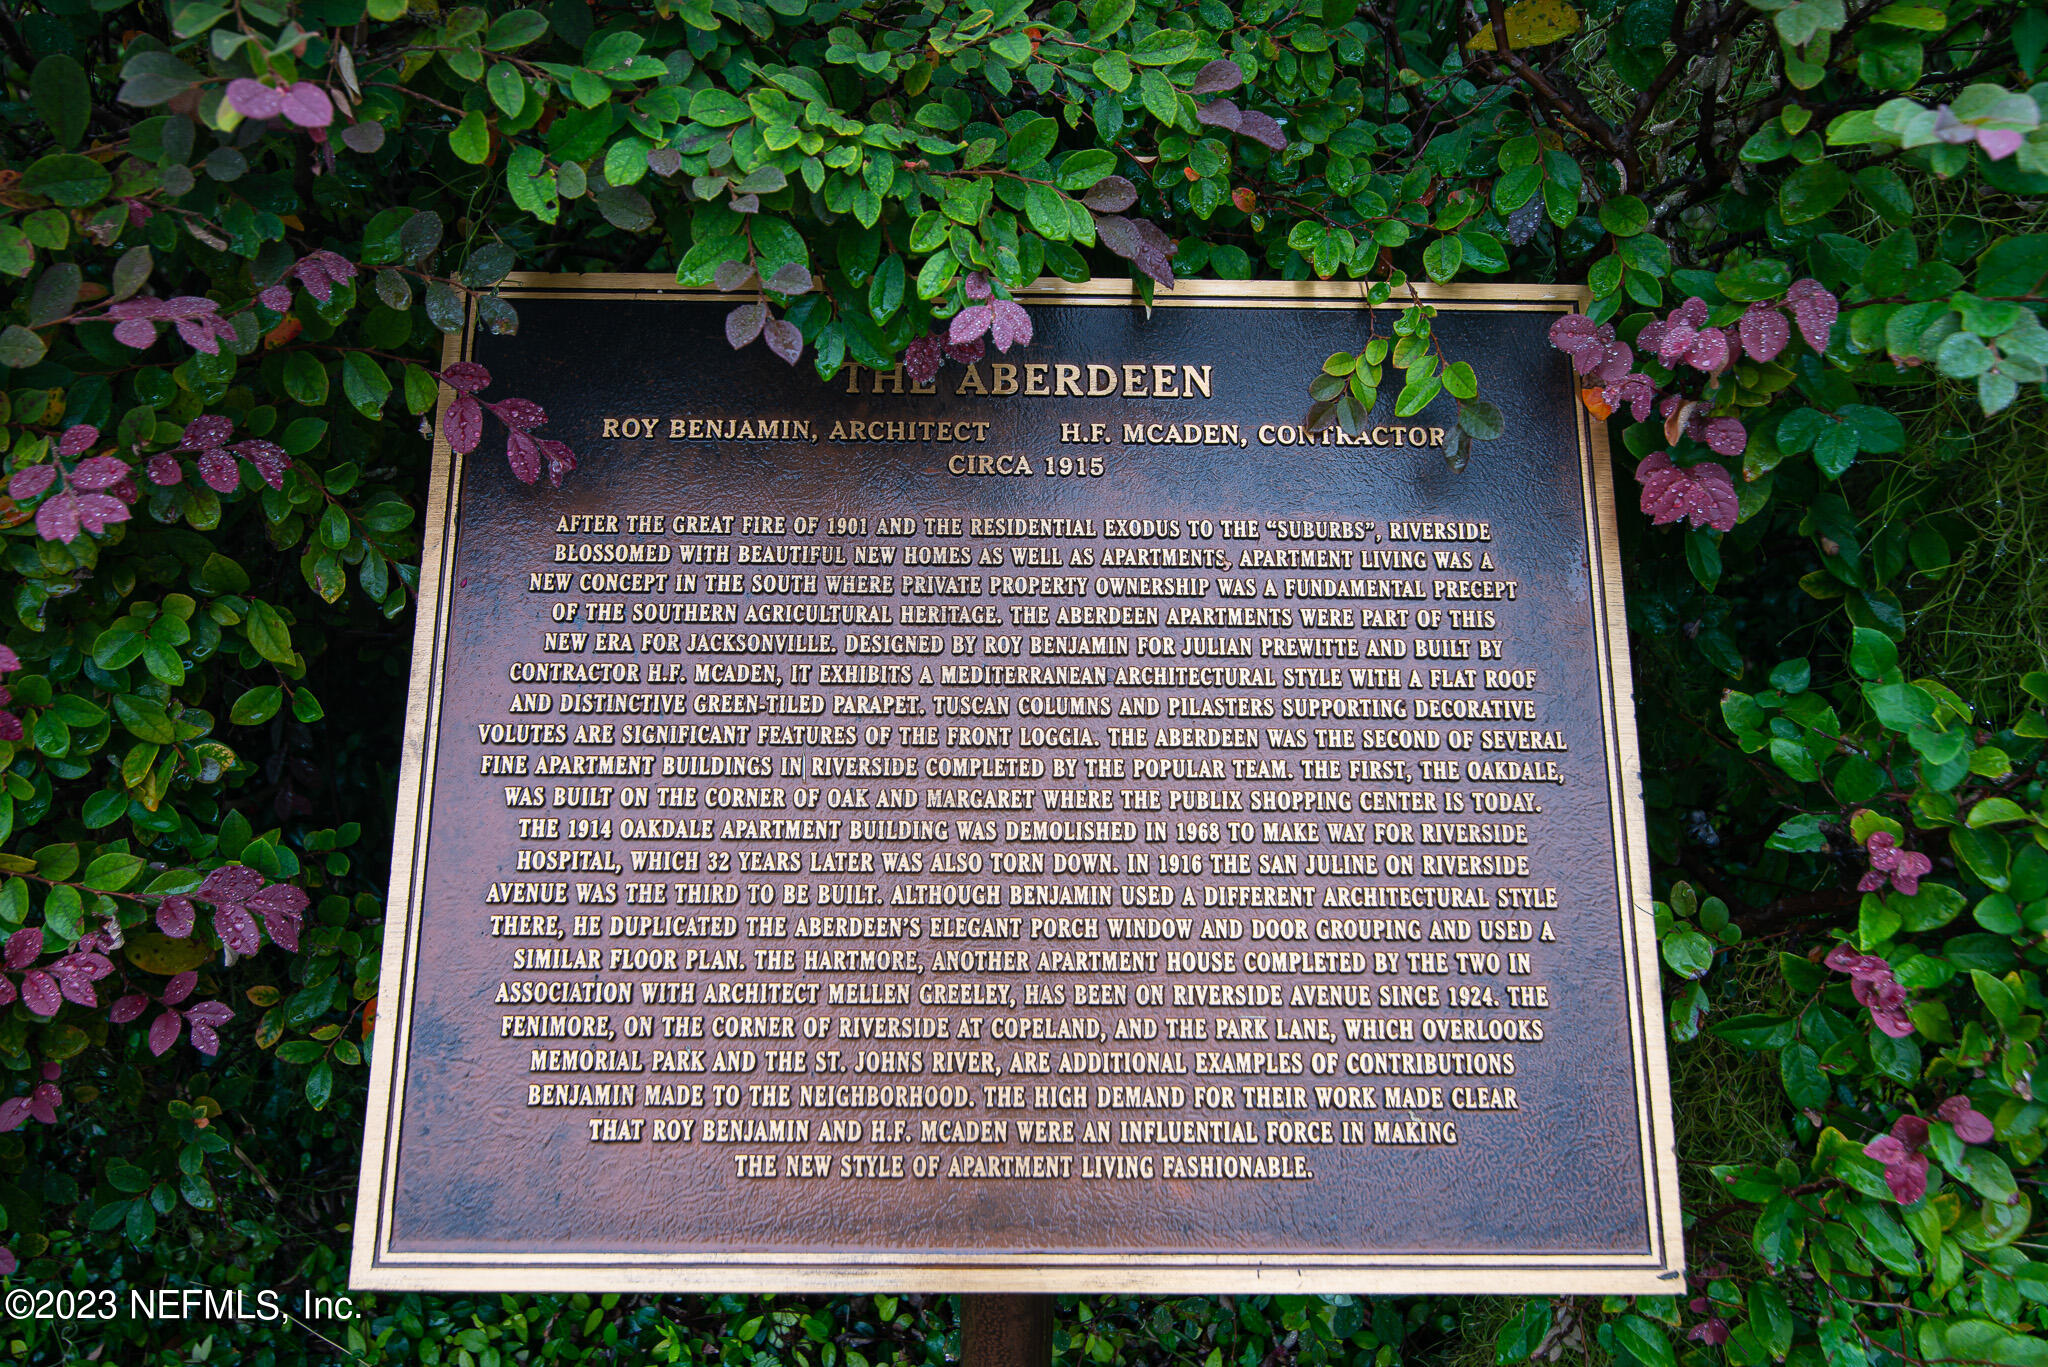 THE ABERDEEN
ROY BENJAMIN, ARCHITECT H.F. MCADEN, CONTRACTOR
CIRCA 1915
AFTER THE GREAT FIRE OF 1901 AND THE RESIDENTIAL EXODUS TO THE “SUBURBS”, RIVERSIDE
BLOSSOMED WITH BEAUTIFUL NEW HOMES AS WELL AS APARTMENTS, APARTMENT LIVING WAS A
NEW CONCEPT IN THE SOUTH WHERE PRIVATE PROPERTY OWNERSHIP WAS A FUNDAMENTAL PRECEPT
OF THE SOUTHERN AGRICULTURAL HERITAGE. THE ABERDEEN APARTMENTS WERE PART OF THIS
NEW ERA FOR JACKSONVILLE. DESIGNED BY ROY BENJAMIN FOR JULIAN PREWITTE AND BUILT BY
CONTRACTOR H.F. MCADEN, IT EXHIBITS A MEDITERRANEAN ARCHITECTURAL STYLE WITH A FLAT ROOF
AND DISTINCTIVE GREEN-TILED PARAPET. TUSCAN COLUMNS AND PILASTERS SUPPORTING DECORATIVE
VOLUTES ARE SIGNIFICANT FEATURES OF THE FRONT LOGGIA. THE ABERDEEN WAS THE SECOND OF SEVERAL
FINE APARTMENT BUILDINGS IN RIVERSIDE COMPLETED BY THE POPULAR TEAM. THE FIRST, THE OAKDALE,
WAS BUILT ON THE CORNER OF OAK AND MARGARET WHERE THE PUBLIX SHOPPING CENTER IS TODAY.
THE 1914 OAKDALE APARTMENT BUILDING WAS DEMOLISHED IN 1968 TO MAKE WAY FOR RIVERSIDE
HOSPITAL, WHICH 32 YEARS LATER WAS ALSO TORN DOWN. IN 1916 THE SAN JULINE ON RIVERSIDE
AVENUE WAS THE THIRD TO BE BUILT. ALTHOUGH BENJAMIN USED A DIFFERENT ARCHITECTURAL STYLE
THERE, HE DUPLICATED THE ABERDEEN'S ELEGANT PORCH WINDOW AND DOOR GROUPING AND USED A
SIMILAR FLOOR PLAN. THE HARTMORE, ANOTHER APARTMENT HOUSE COMPLETED BY THE TWO IN
ASSOCIATION WITH ARCHITECT MELLEN GREELEY, HAS BEEN ON RIVERSIDE AVENUE SINCE 1924. THE
FENIMORE, ON THE CORNER OF RIVERSIDE AT COPELAND, AND THE PARK LANE, WHICH OVERLOOKS
MEMORIAL PARK AND THE ST. JOHNS RIVER, ARE ADDITIONAL EXAMPLES OF CONTRIBUTIONS
BENJAMIN MADE TO THE NEIGHBORHOOD. THE HIGH DEMAND FOR THEIR WORK MADE CLEAR
THAT ROY BENJAMIN AND H.F. MCADEN WERE AN INFLUENTIAL FORCE IN MAKING
THE NEW STYLE OF APARTMENT LIVING FASHIONABLE.
©2023 NEFMLS, Inc.